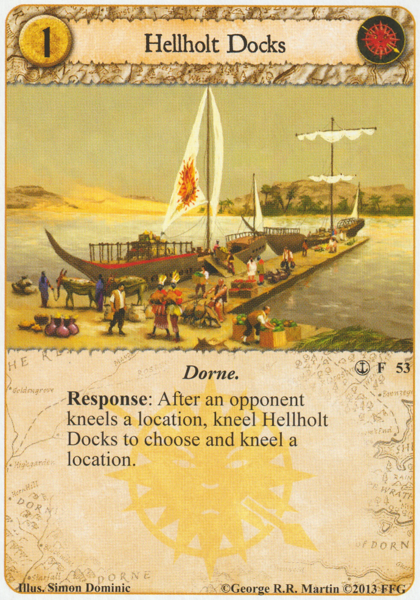 1
Hellholt Docks
Dorne.
F 53
Response: After an opponent
kneels a location, kneel Hellholt
Docks to choose and kneel a
location.
DORNE
Illus. Simon Dominic
©George R.R. Martin ©2013 FFG